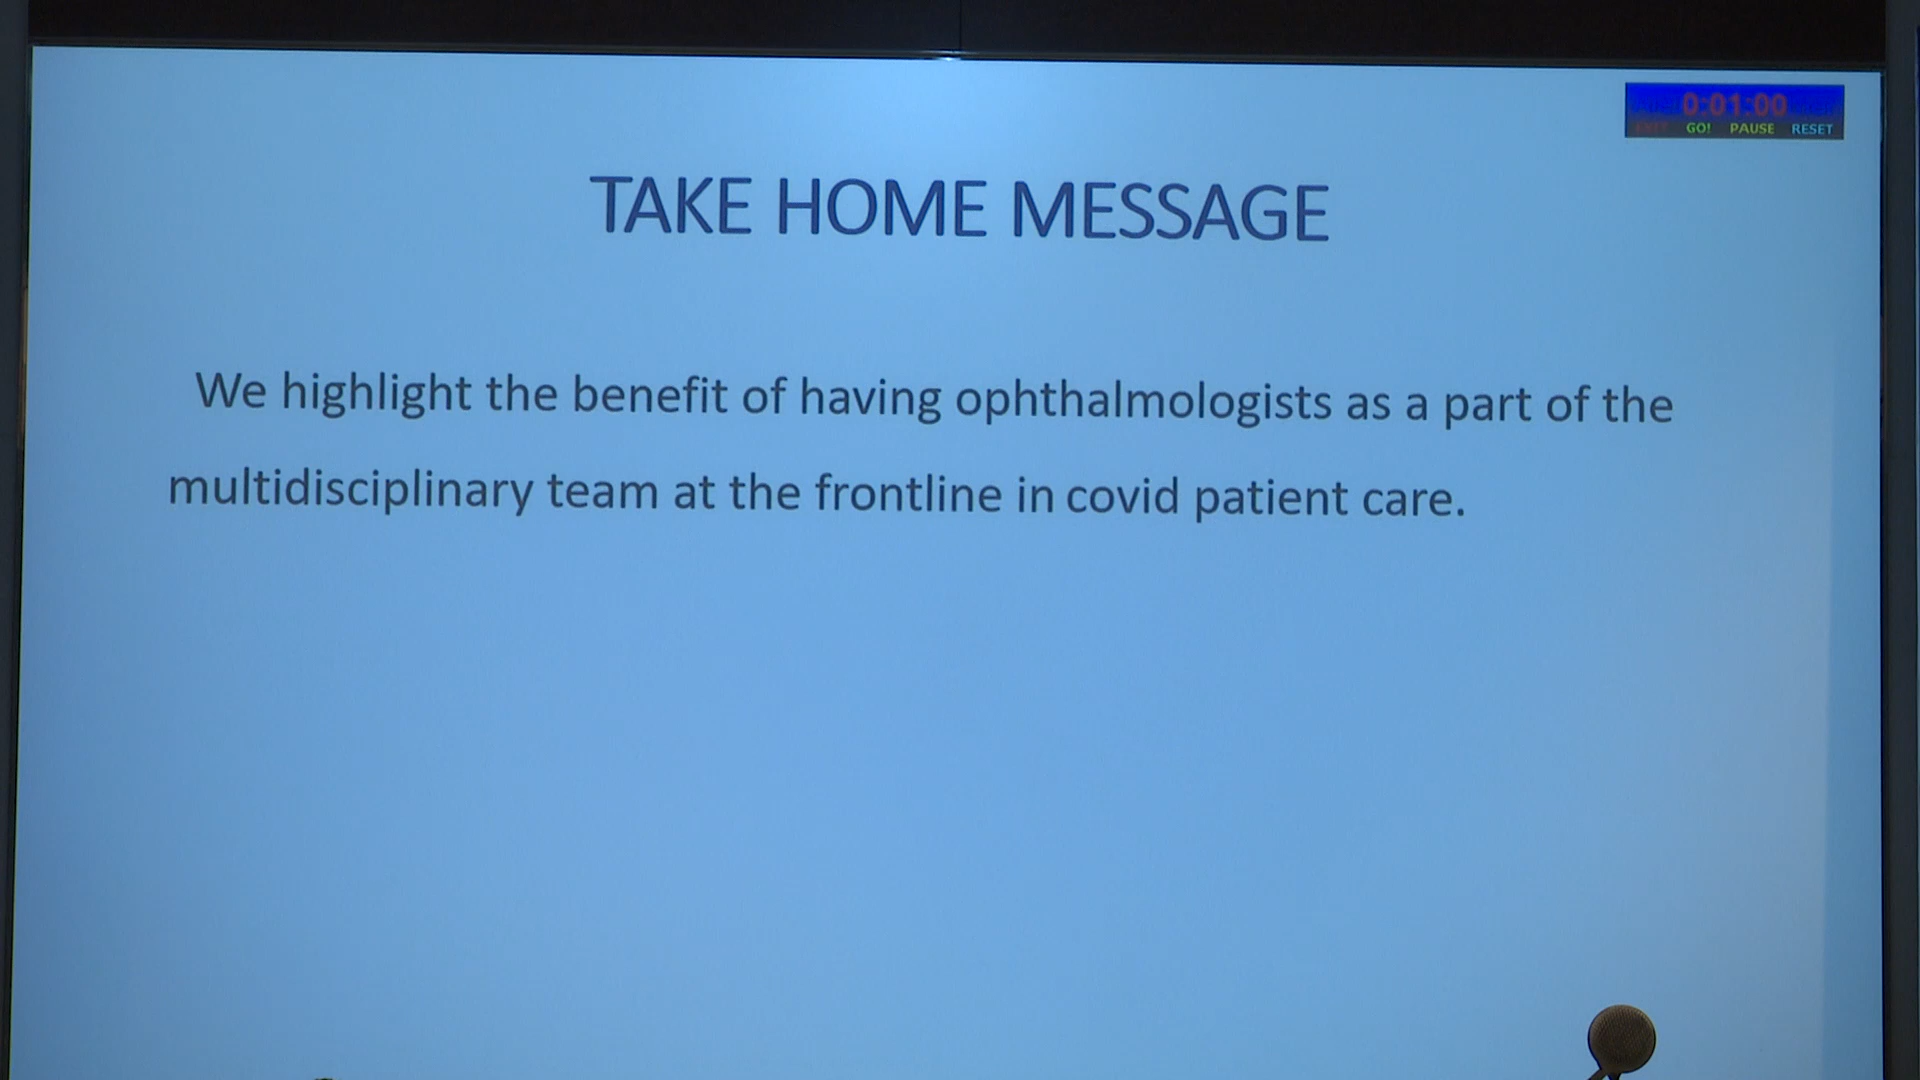 0:01:00
EXIT GO! PAUSE RESET
TAKE HOME MESSAGE
We highlight the benefit of having ophthalmologists as a part of the
multidisciplinary team at the frontline in covid patient care.